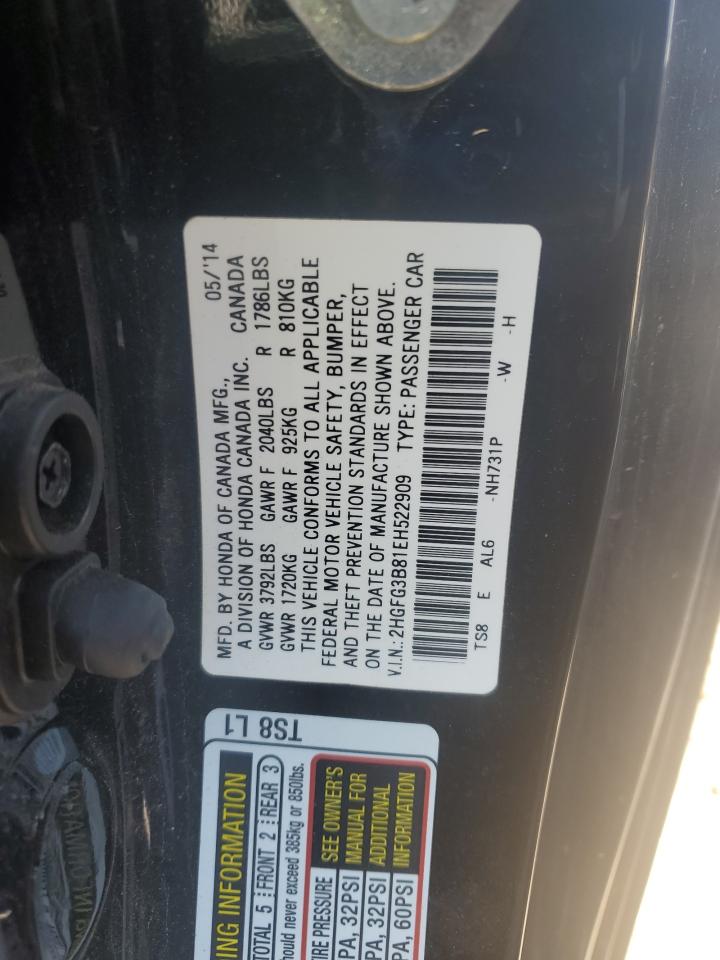 MFD. BY HONDA OF CANADA MFG., 05/'14
A DIVISION OF HONDA CANADA INC. CANADA
GVWR 3792LBS GAWR F 2040LBS R 1786LBS
GVWR 1720KG GAWR F 925KG R 810KG
THIS VEHICLE CONFORMS TO ALL APPLICABLE
FEDERAL MOTOR VEHICLE SAFETY, BUMPER,
AND THEFT PREVENTION STANDARDS IN EFFECT
ON THE DATE OF MANUFACTURE SHOWN ABOVE.
V.I.N.: 2HGFG3B81EH522909 TYPE: PASSENGER CAR
TS8 E AL6 -NH731P -W -H
TS8 L1
ING INFORMATION
TOTAL 5 FRONT 2 REAR 3
hould never exceed 385kg or 850lbs.
TIRE PRESSURE
PA, 32PSI
PA, 32PSI
PA, 60PSI
SEE OWNER'S
MANUAL FOR
ADDITIONAL
INFORMATION